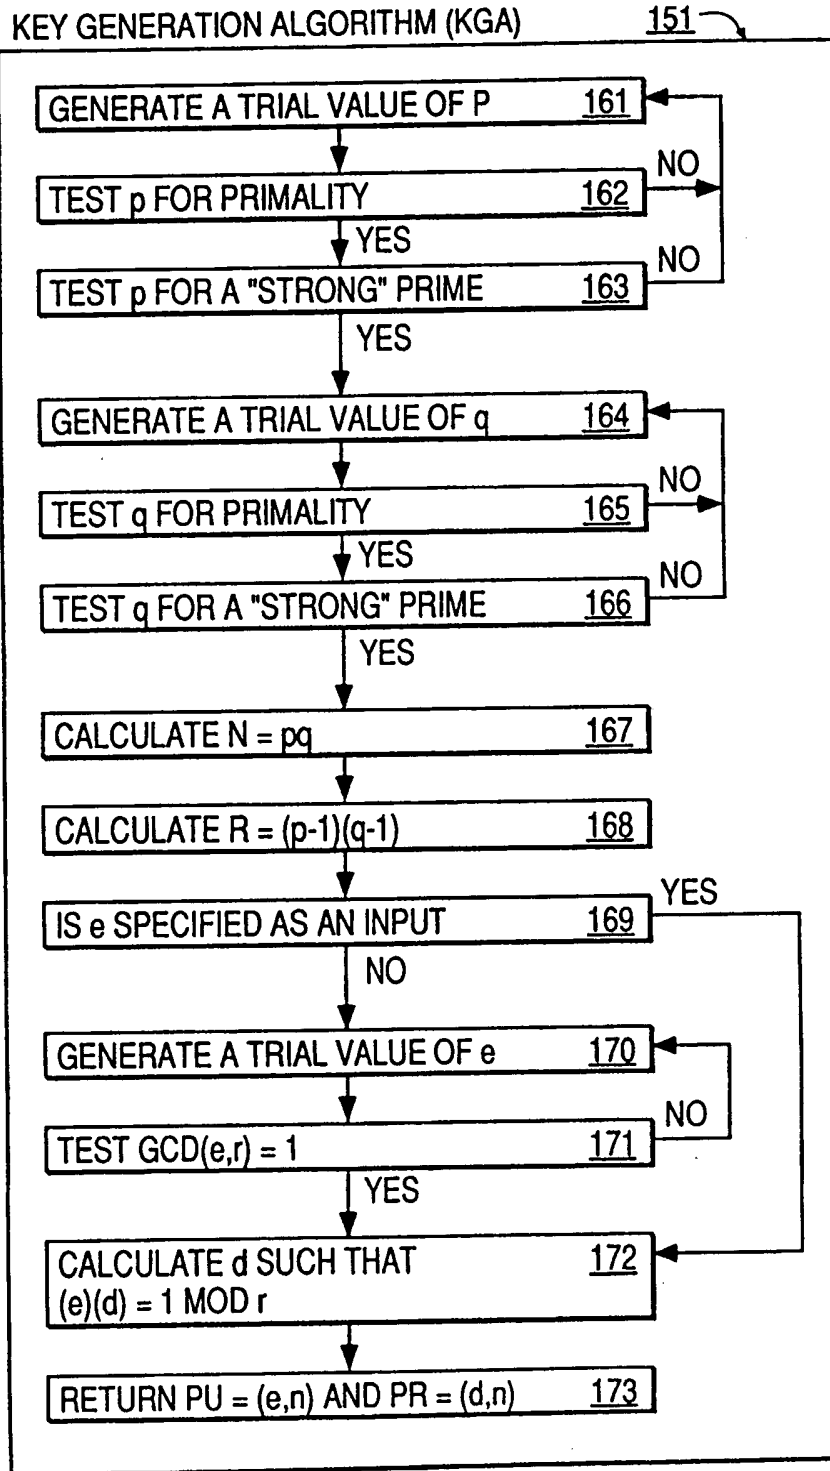 KEY GENERATION ALGORITHM (KGA) 151
GENERATE A TRIAL VALUE OF P 161
NO
TEST p FOR PRIMALITY 162
YES
NO
TEST p FOR A "STRONG" PRIME 163
YES
GENERATE A TRIAL VALUE OF q 164
NO
TEST q FOR PRIMALITY 165
YES
NO
TEST q FOR A "STRONG" PRIME 166
YES
CALCULATE N = pq 167
CALCULATE R = (p-1)(q-1) 168
YES
IS e SPECIFIED AS AN INPUT 169
NO
GENERATE A TRIAL VALUE OF e 170
NO
TEST GCD(e,r) = 1 171
YES
CALCULATE d SUCH THAT 172
(e)(d) = 1 MOD r
RETURN PU = (e,n) AND PR = (d,n) 173